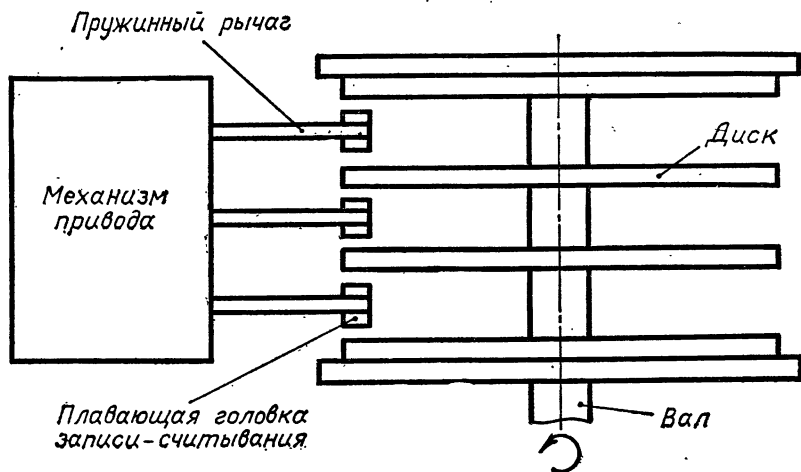 Пружинный рычаг
Диск
Механизм
привода
Плавающая головка
записи-считывания
Вал